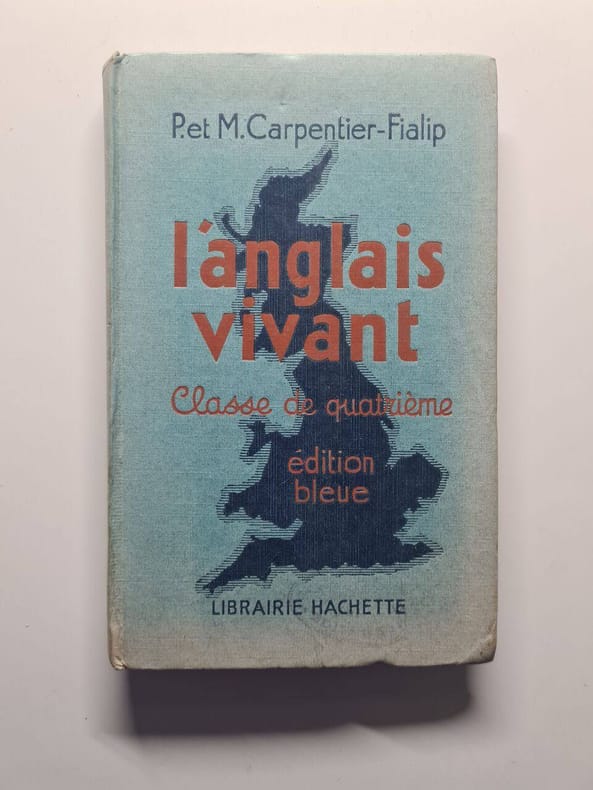 P. et M. Carpentier-Fialip
l'anglais
vivant
Classe de quatrième
édition
bleue
LIBRAIRIE HACHETTE